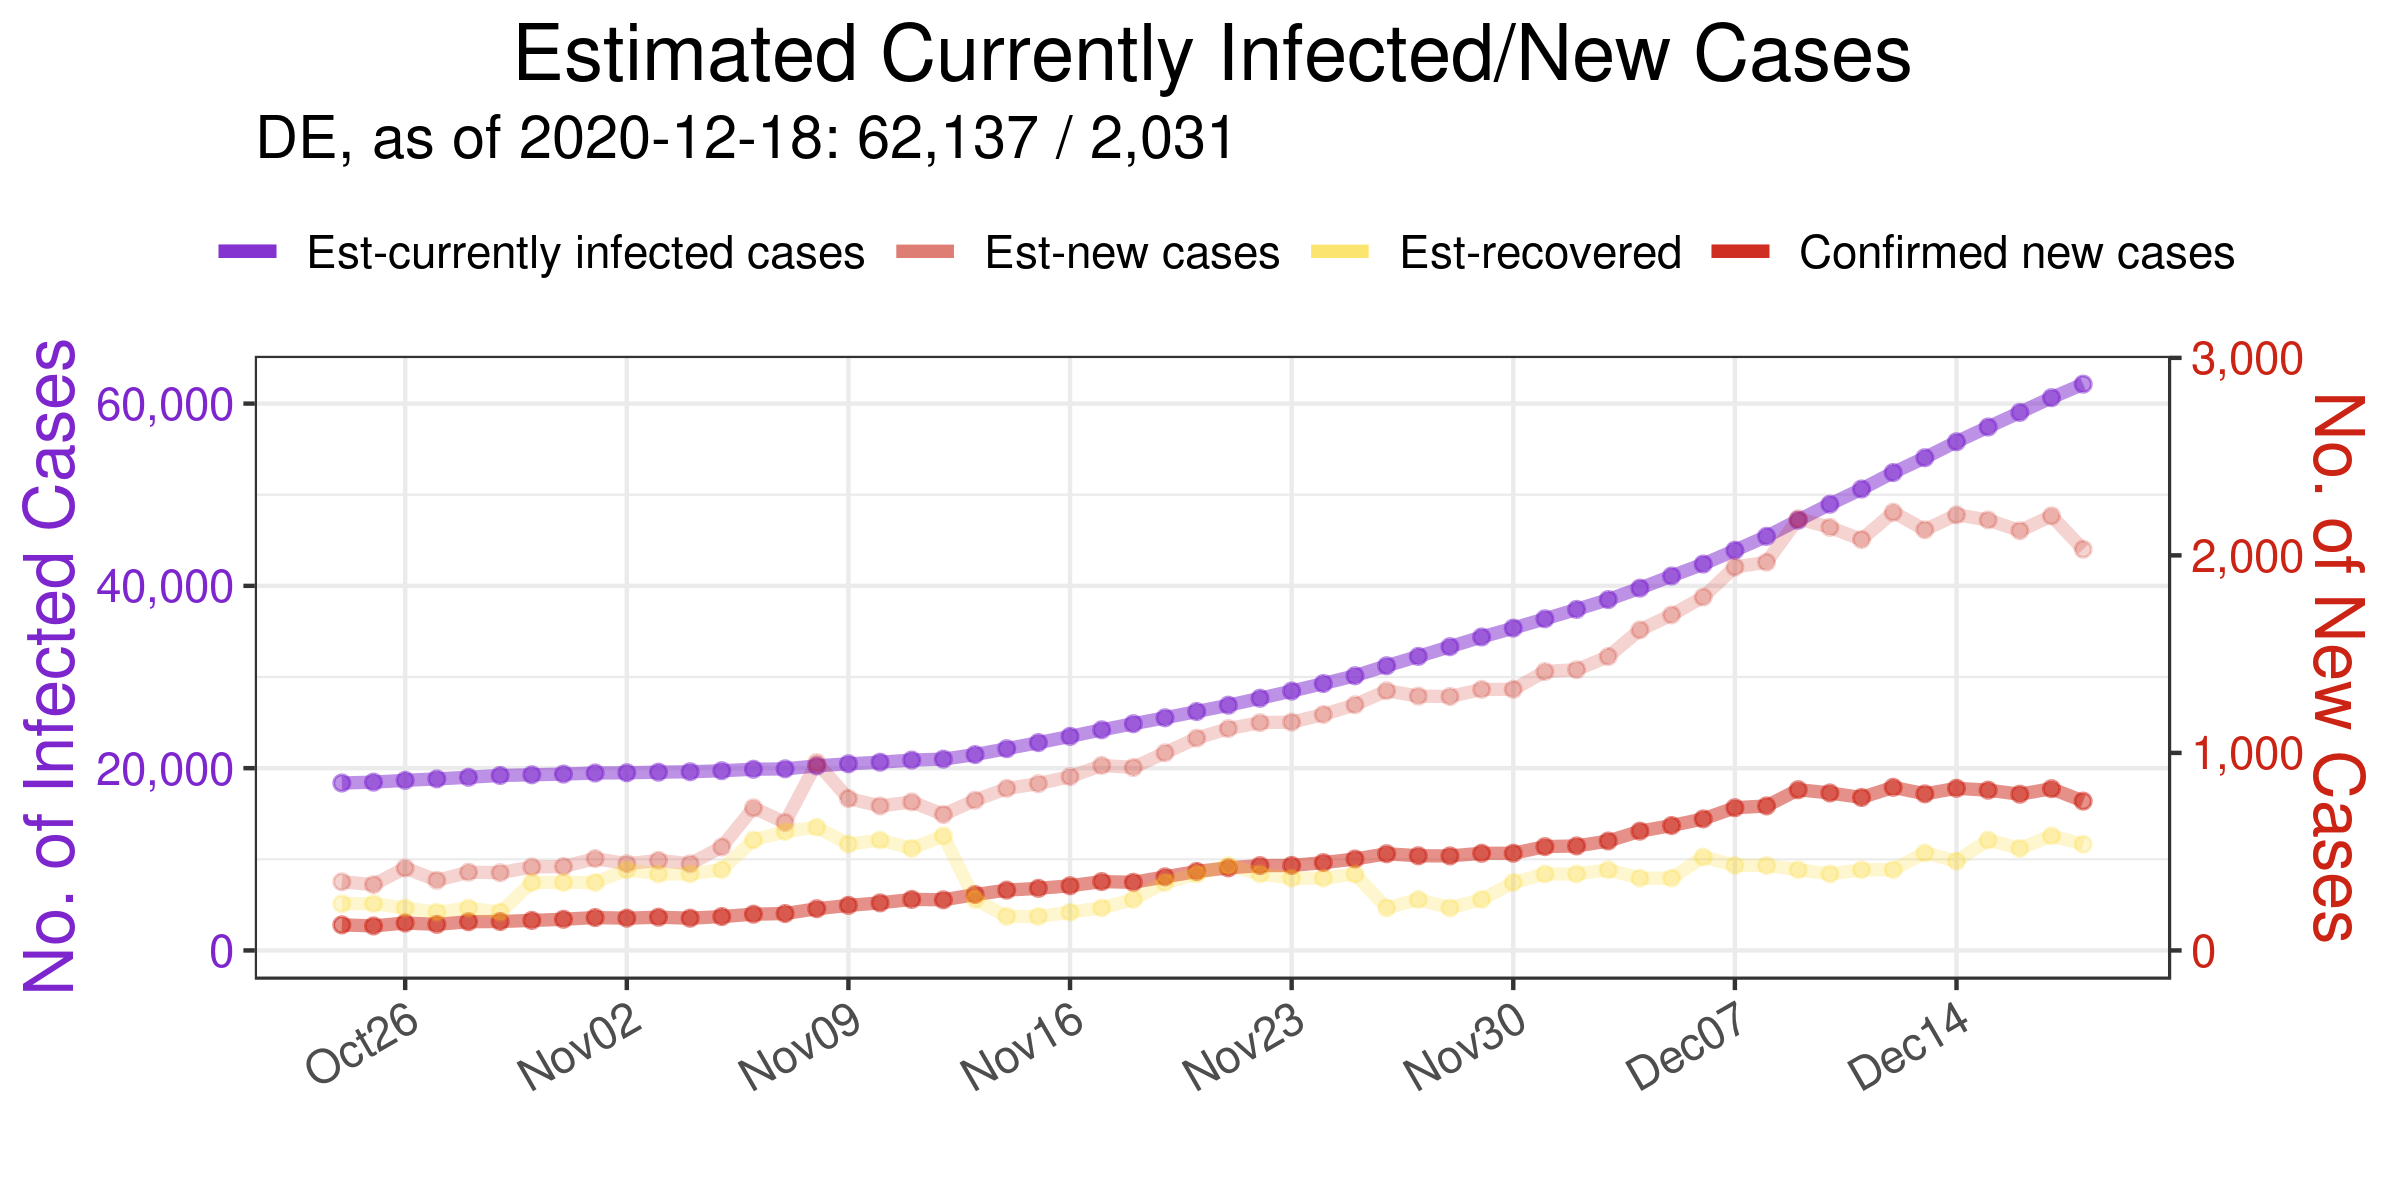 Estimated Currently Infected/New Cases
DE, as of 2020-12-18: 62,137 / 2,031
Est-currently infected cases Est-new cases Est-recovered Confirmed new cases
No. of Infected Cases
60,000
40,000
20,000
0
3,000
2,000
1,000
0
No. of New Cases
Oct26 Nov02 Nov09 Nov16 Nov23 Nov30 Dec07 Dec14